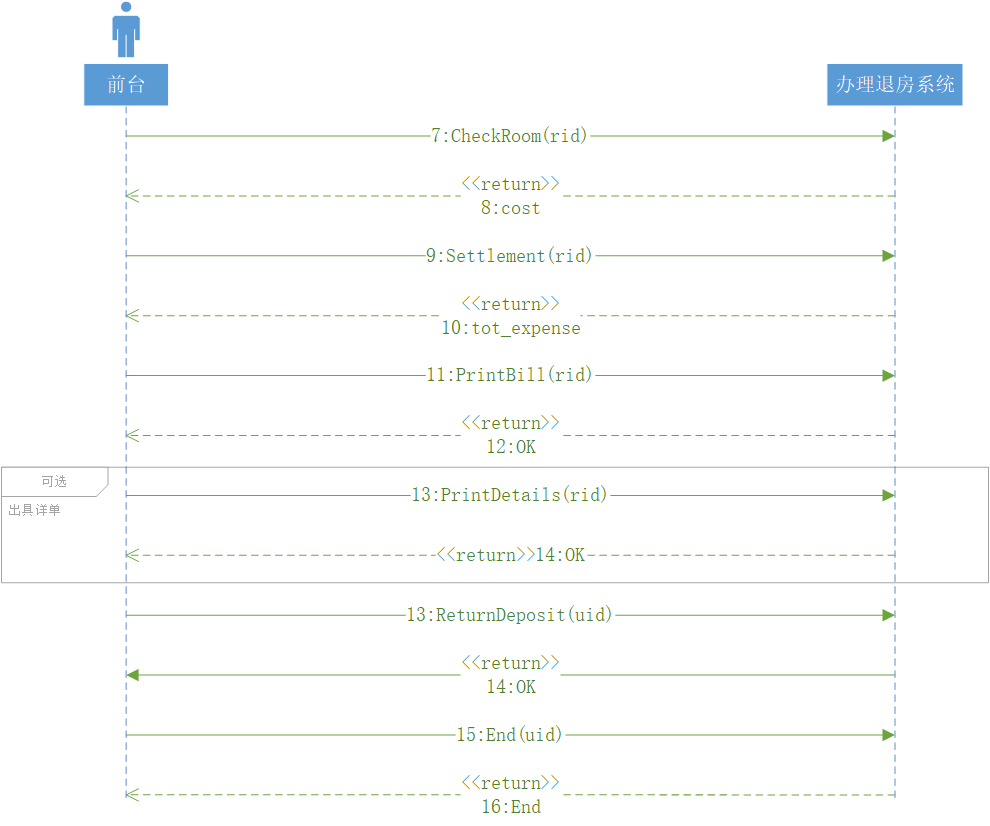 前台
办理退房系统
7:CheckRoom(rid)
<<return>>
8:cost
9:Settlement(rid)
<<return>>
10:tot_expense
11:PrintBill(rid)
<<return>>
12:OK
可选
13:PrintDetails(rid)
出具详单
<<return>>14:OK
13:ReturnDeposit(uid)
<<return>>
14:OK
15:End(uid)
<<return>>
16:End